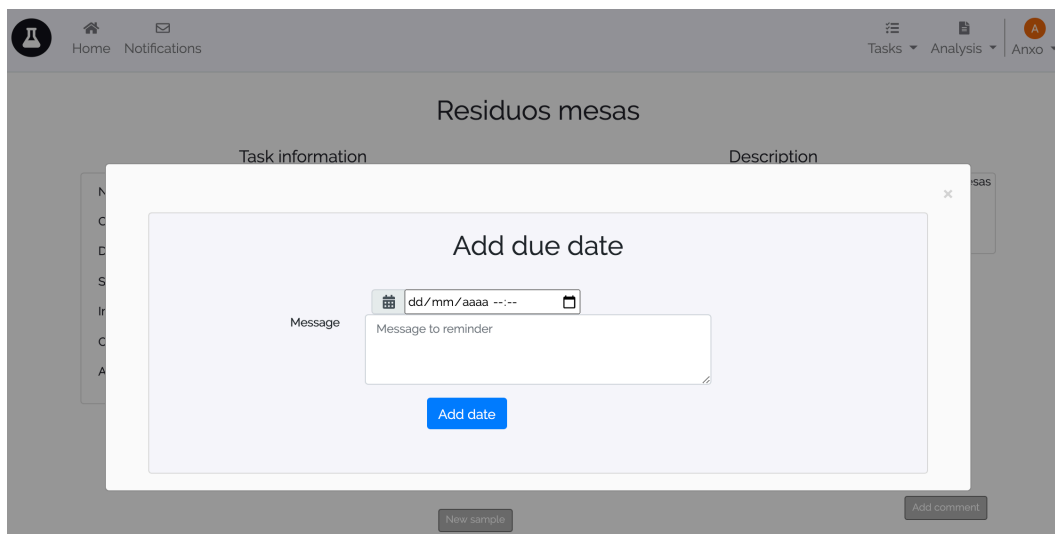 Home Notifications
Tasks Analysis Anxo
A
Residuos mesas
Task information
Description
N
C
D
S
In
C
A
×
Add due date
dd/mm/aaaa --:--
Message
Message to reminder
Add date
New sample
Add comment